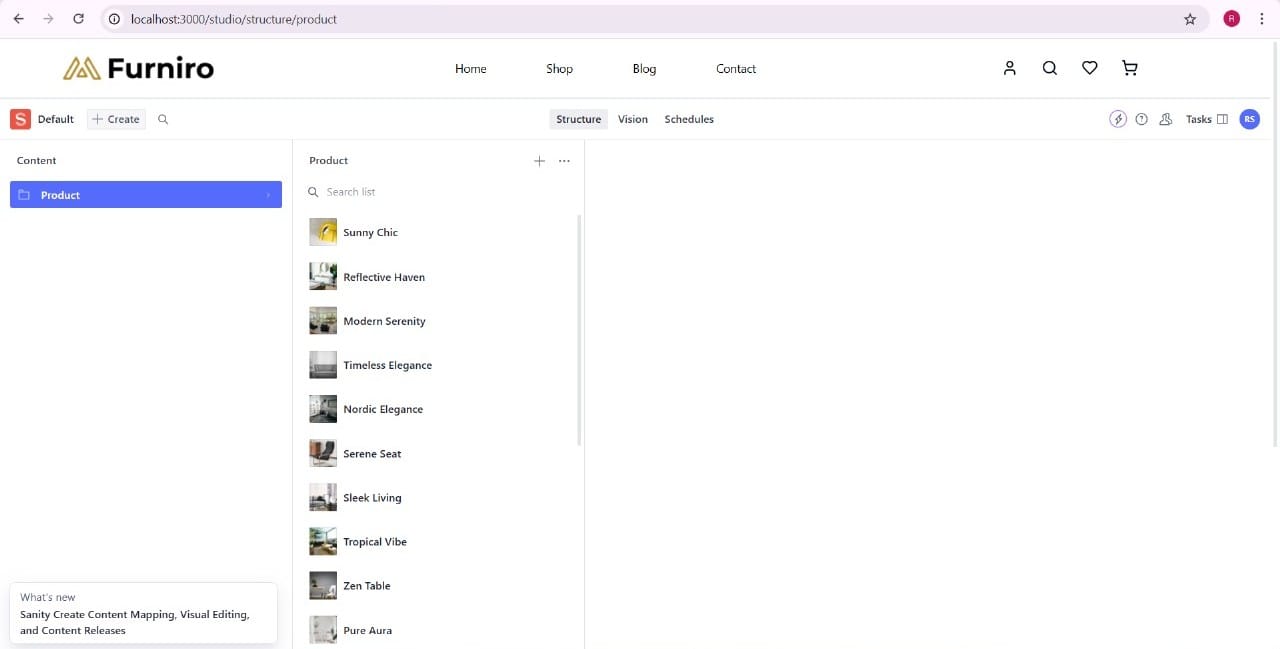 localhost:3000/studio/structure/product
R
Furniro
Home Shop Blog Contact
S Default + Create
Structure Vision Schedules
Tasks RS
Content
Product
Product
Search list
Sunny Chic
Reflective Haven
Modern Serenity
Timeless Elegance
Nordic Elegance
Serene Seat
Sleek Living
Tropical Vibe
Zen Table
Pure Aura
What's new
Sanity Create Content Mapping, Visual Editing,
and Content Releases